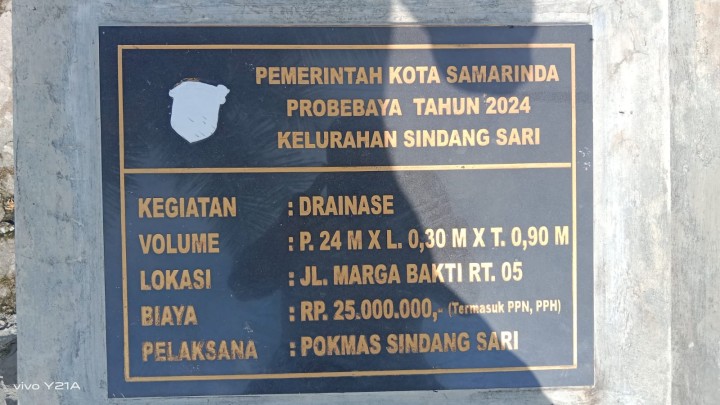 PEMERINTAH KOTA SAMARINDA
PROBEBAYA TAHUN 2024
KELURAHAN SINDANG SARI
KEGIATAN : DRAINASE
VOLUME : P. 24 M X L. 0,30 M X T. 0,90 M
LOKASI : JL. MARGA BAKTI RT. 05
BIAYA : RP. 25.000.000,- (Termasuk PPN, PPH)
PELAKSANA : POKMAS SINDANG SARI
vivo Y21A